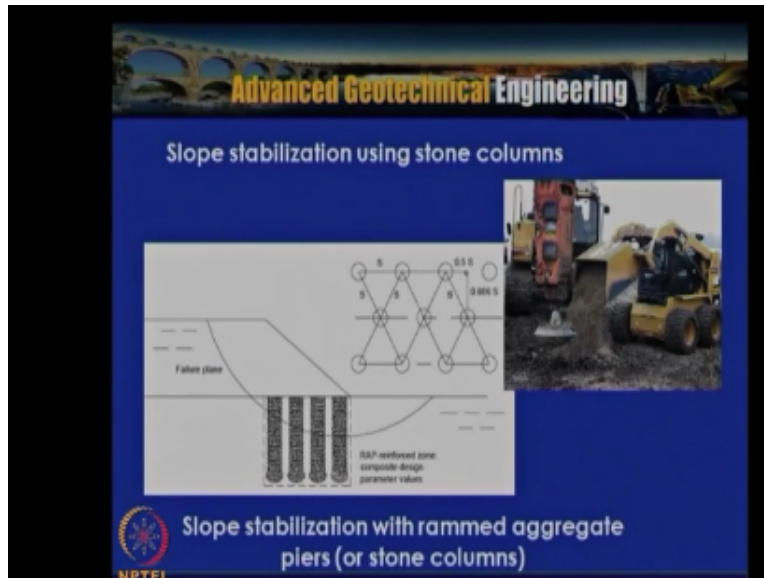 Advanced Geotechnical Engineering
Slope stabilization using stone columns
S
0.5 S
S
S
S
0.866 S
Failure plane
RAP-reinforced zone:
composite design
parameter values
Slope stabilization with rammed aggregate
piers (or stone columns)
NPTEL